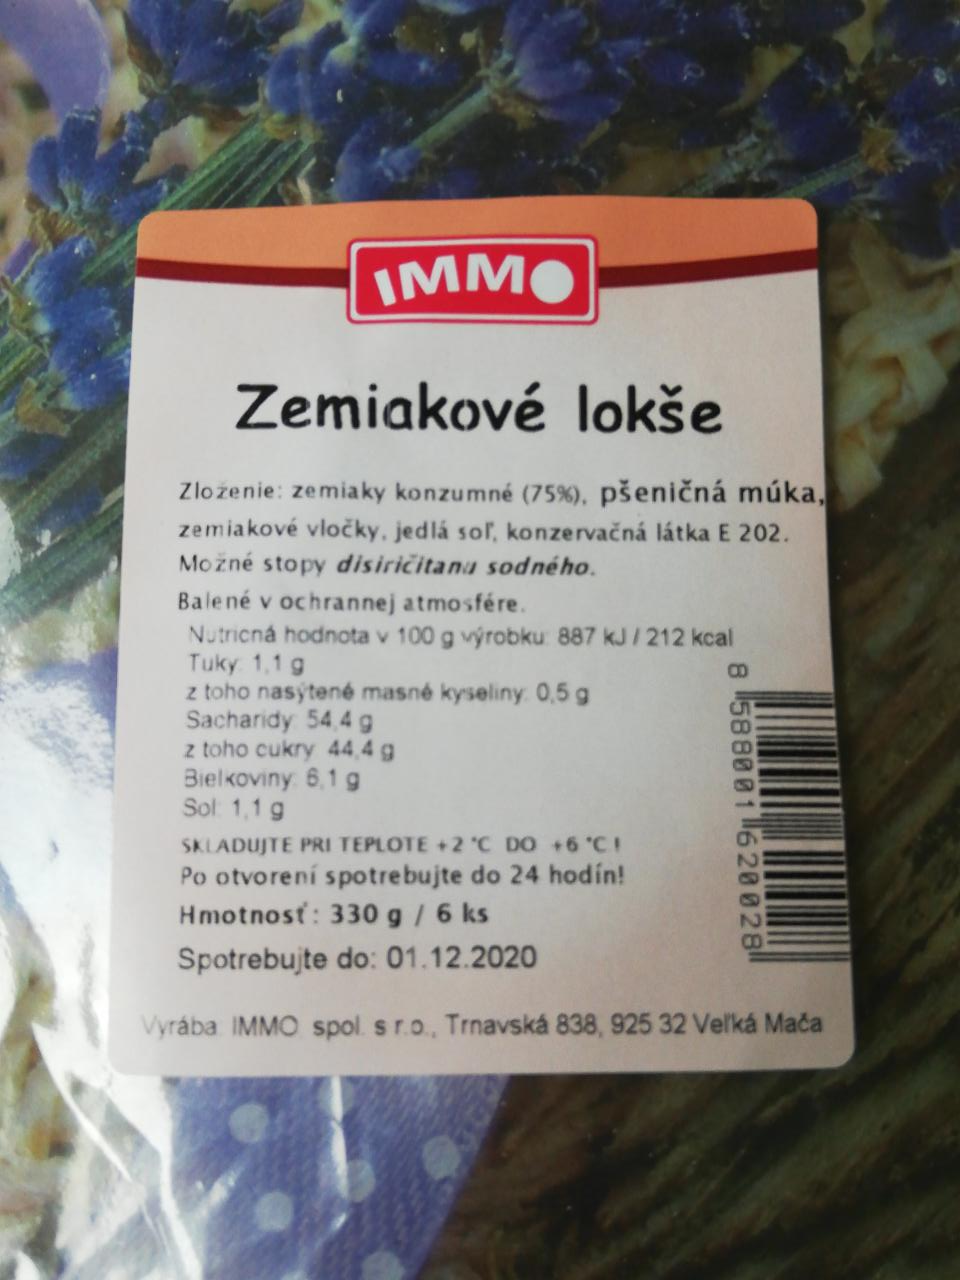 IMMO
Zemiakové lokše
Zloženie: zemiaky konzumné (75%), pšeničná múka,
zemiakové vločky, jedlá soľ, konzervačná látka E 202.
Možné stopy disiričitanu sodného.
Balené v ochrannej atmosfére.
Nutričná hodnota v 100 g výrobku: 887 kJ / 212 kcal
Tuky: 1,1 g
z toho nasýtené masné kyseliny: 0,5 g
Sacharidy: 54,4 g
z toho cukry: 44,4 g
Bielkoviny: 6,1 g
Sol: 1,1 g
SKLADUJTE PRI TEPLOTE +2 °C DO +6 °C !
Po otvorení spotrebujte do 24 hodín!
Hmotnosť: 330 g / 6 ks
Spotrebujte do: 01.12.2020
Vyrába: IMMO, spol. s r.o., Trnavská 838, 925 32 Veľká Mača
8 588001 620028